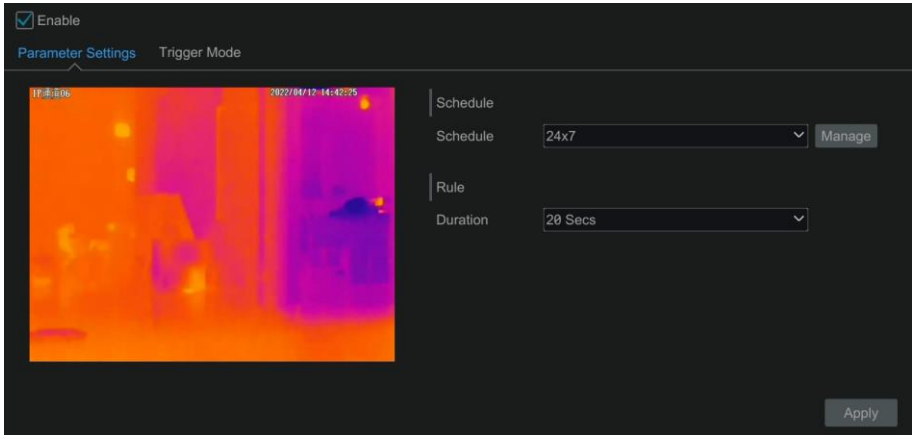 Enable
Parameter Settings
Trigger Mode
2022/04/12 14:42:25
Schedule
Schedule
24x7
Manage
Rule
Duration
20 Secs
Apply